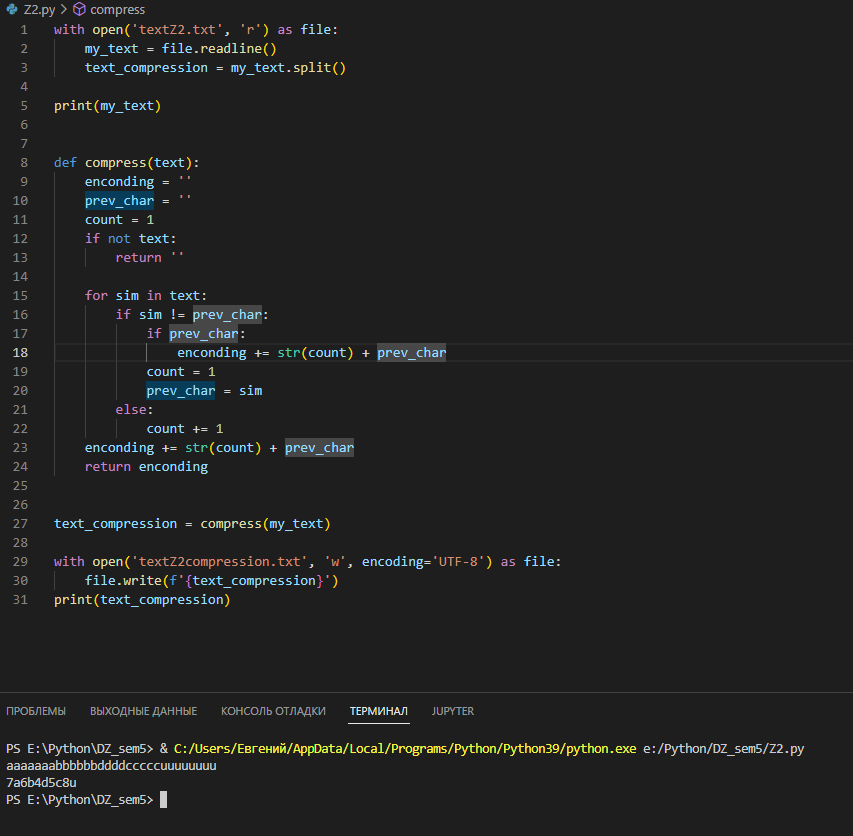 Z2.py > compress
1 with open('textZ2.txt', 'r') as file:
2     my_text = file.readline()
3     text_compression = my_text.split()
4
5 print(my_text)
6
7
8 def compress(text):
9     enconding = ''
10     prev_char = ''
11     count = 1
12     if not text:
13         return ''
14
15     for sim in text:
16         if sim != prev_char:
17             if prev_char:
18                 enconding += str(count) + prev_char
19             count = 1
20             prev_char = sim
21         else:
22             count += 1
23     enconding += str(count) + prev_char
24     return enconding
25
26
27 text_compression = compress(my_text)
28
29 with open('textZ2compression.txt', 'w', encoding='UTF-8') as file:
30     file.write(f'{text_compression}')
31 print(text_compression)
ПРОБЛЕМЫ ВЫХОДНЫЕ ДАННЫЕ КОНСОЛЬ ОТЛАДКИ ТЕРМИНАЛ JUPYTER
PS E:\Python\DZ_sem5> & C:/Users/Евгений/AppData/Local/Programs/Python/Python39/python.exe e:/Python/DZ_sem5/Z2.py
aaaaaaabbbbbbddddcccccuuuuuuuu
7a6b4d5c8u
PS E:\Python\DZ_sem5>